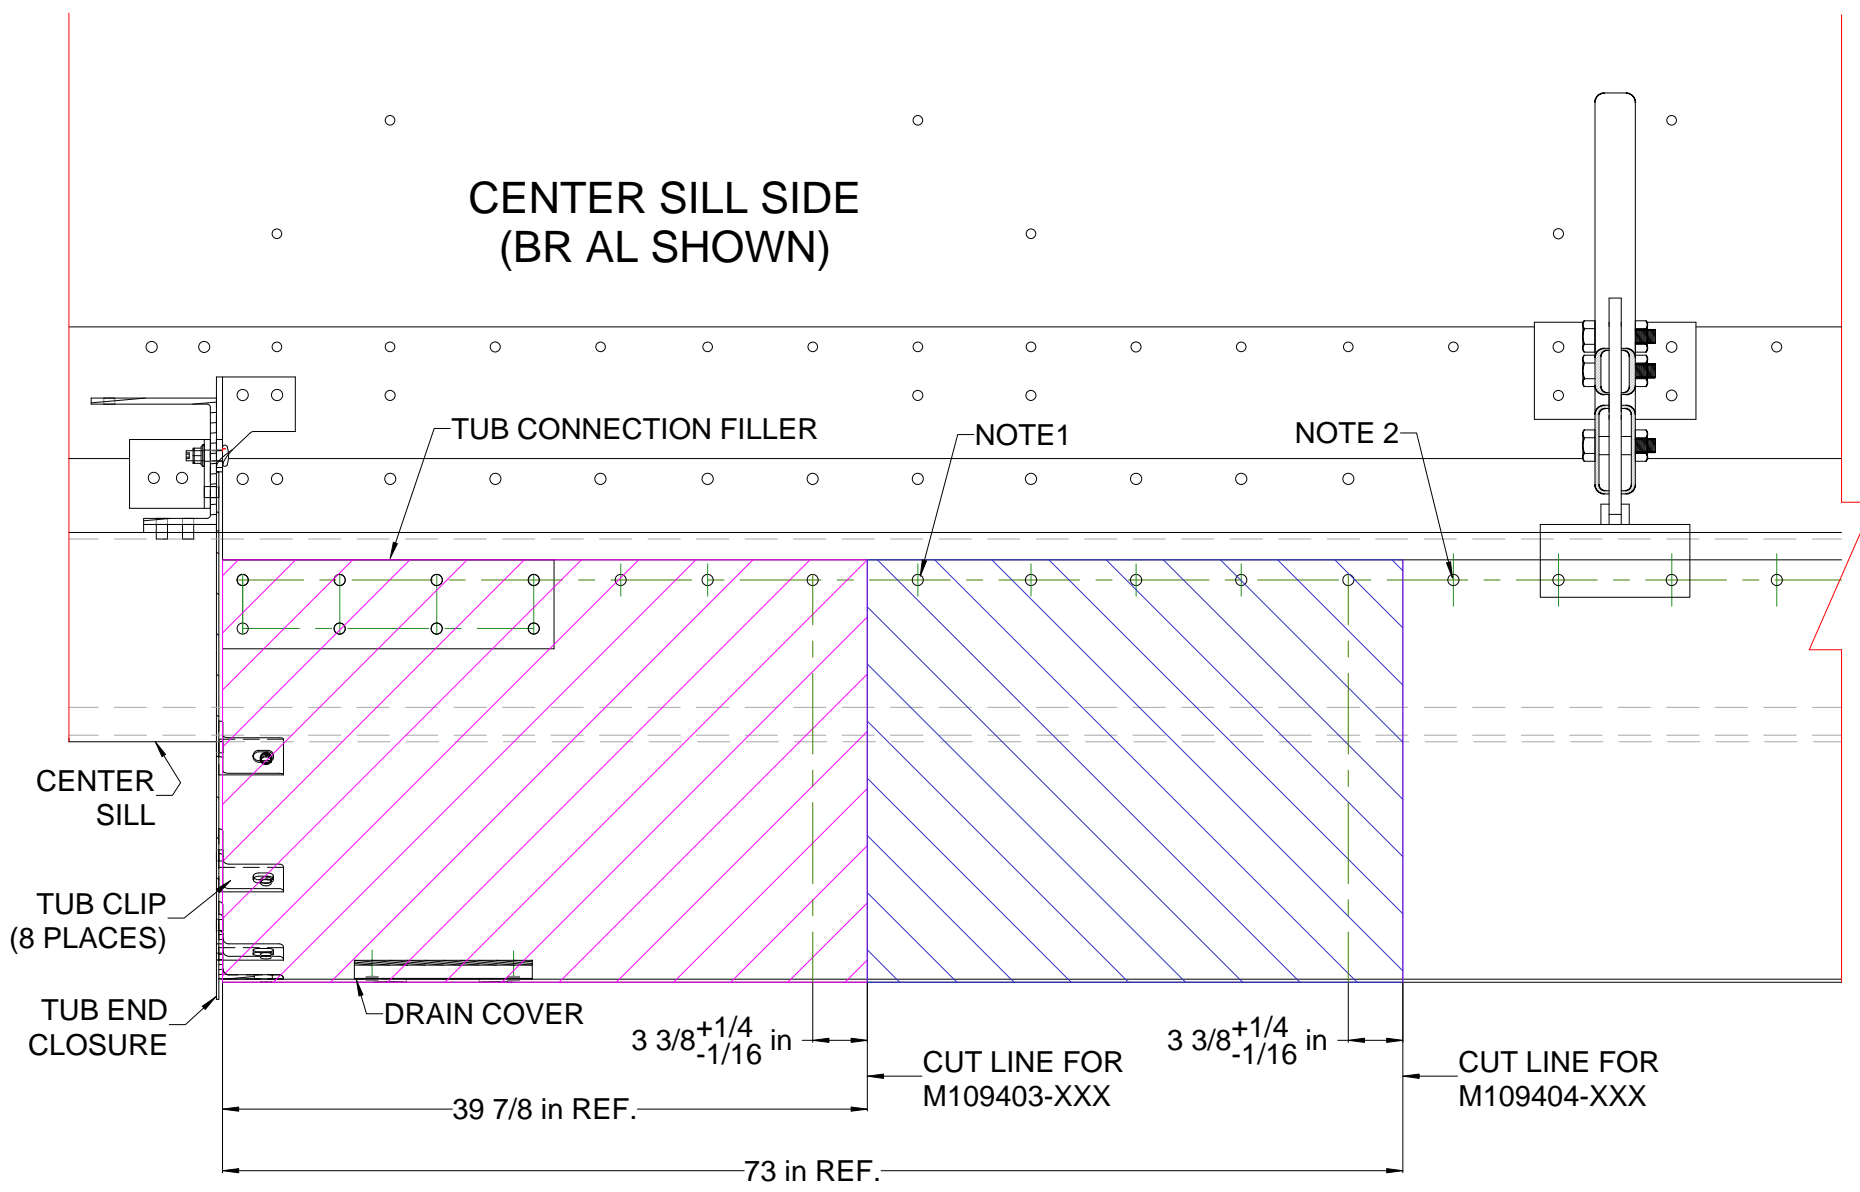 CENTER SILL SIDE
(BR AL SHOWN)
TUB CONNECTION FILLER
NOTE1
NOTE 2
CENTER
SILL
TUB CLIP
(8 PLACES)
TUB END
CLOSURE
DRAIN COVER
3 3/8 +1/4 -1/16 in
3 3/8 +1/4 -1/16 in
CUT LINE FOR
M109403-XXX
CUT LINE FOR
M109404-XXX
39 7/8 in REF.
73 in REF.